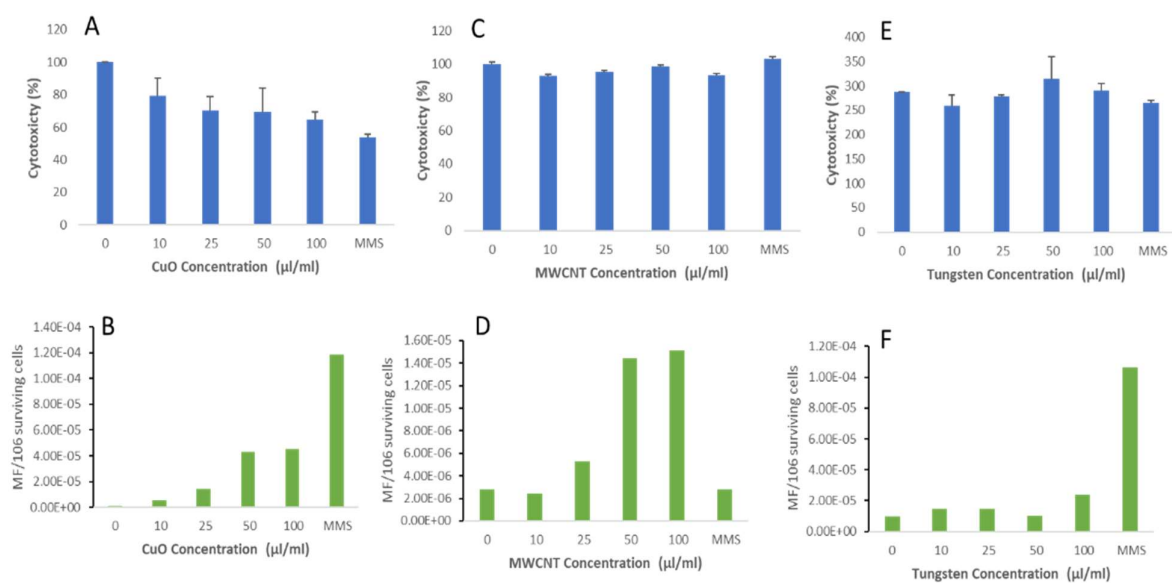 A
Cytotoxicty (%)
120
100
80
60
40
20
0
0 10 25 50 100 MMS
CuO Concentration (µl/ml)
C
Cytotoxicty (%)
120
100
80
60
40
20
0
0 10 25 50 100 MMS
MWCNT Concentration (µl/ml)
E
Cytotoxicty (%)
400
350
300
250
300
150
100
250
0
0 10 25 50 100 MMS
Tungsten Concentration (µl/ml)
B
MF/106 surviving cells
1.40E-04
1.20E-04
1.00E-04
8.00E-05
6.00E-05
4.00E-05
2.00E-05
0.00E+00
0 10 25 50 100 MMS
CuO Concentration (µl/ml)
D
MF/106 surviving cells
1.60E-05
1.40E-05
1.20E-05
1.00E-05
8.00E-06
6.00E-06
4.00E-06
2.00E-06
0.00E+00
0 10 25 50 100 MMS
MWCNT Concentration (µl/ml)
F
MF/106 surviving cells
1.20E-04
1.00E-04
8.00E-05
6.00E-05
4.00E-05
2.00E-05
0.00E+00
0 10 25 50 100 MMS
Tungsten Concentration (µl/ml)